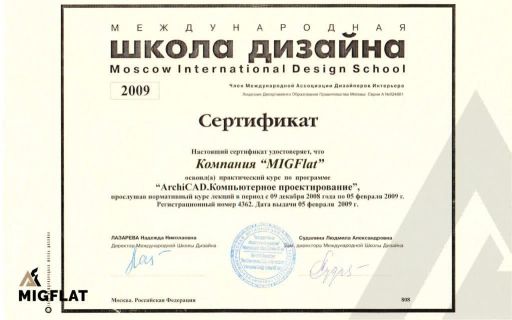 МЕЖДУНАРОДНАЯ
ШКОЛА ДИЗАЙНА
Moscow International Design School
2009
Член Международной Ассоциации Дизайнеров Интерьера
Лицензия Департамента Образования Правительства Москвы Серия А
Сертификат
Настоящий сертификат удостоверяет, что
Компания “MIGFlat”
освоил(а) практический курс по программе
“ArchiCAD.Компьютерное проектирование”,
прослушав нормативный курс лекций в период с 09 декабря 2008 года по 05 февраля 2009 г.
Регистрационный номер 4362. Дата выдачи 05 февраля 2009 г.
ЛАЗАРЕВА Надежда Николаевна
Директор Международной Школы Дизайна
Судилина Людмила Александровна
Зам. директора Международной Школы Дизайна
MIGFLAT
Москва. Российская Федерация
808